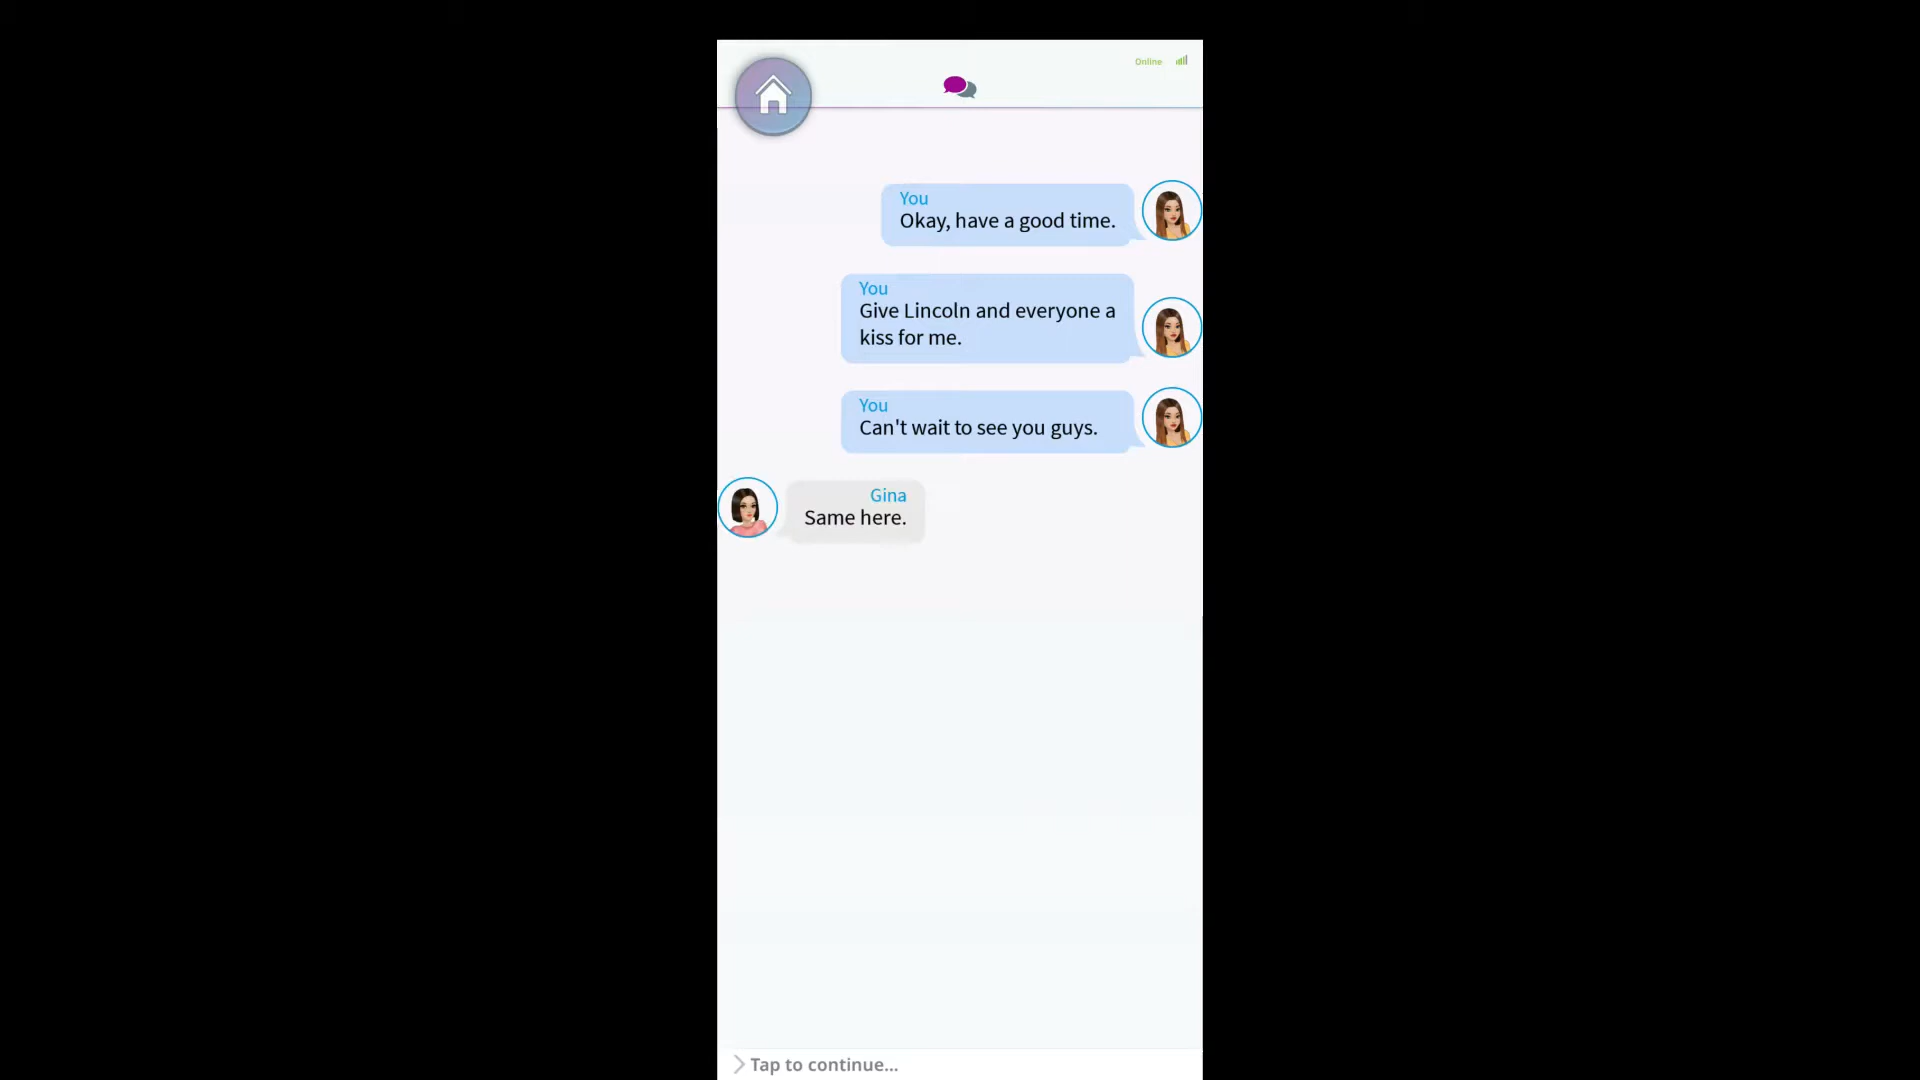 Online
You
Okay, have a good time.
You
Give Lincoln and everyone a
kiss for me.
You
Can't wait to see you guys.
Gina
Same here.
Tap to continue...